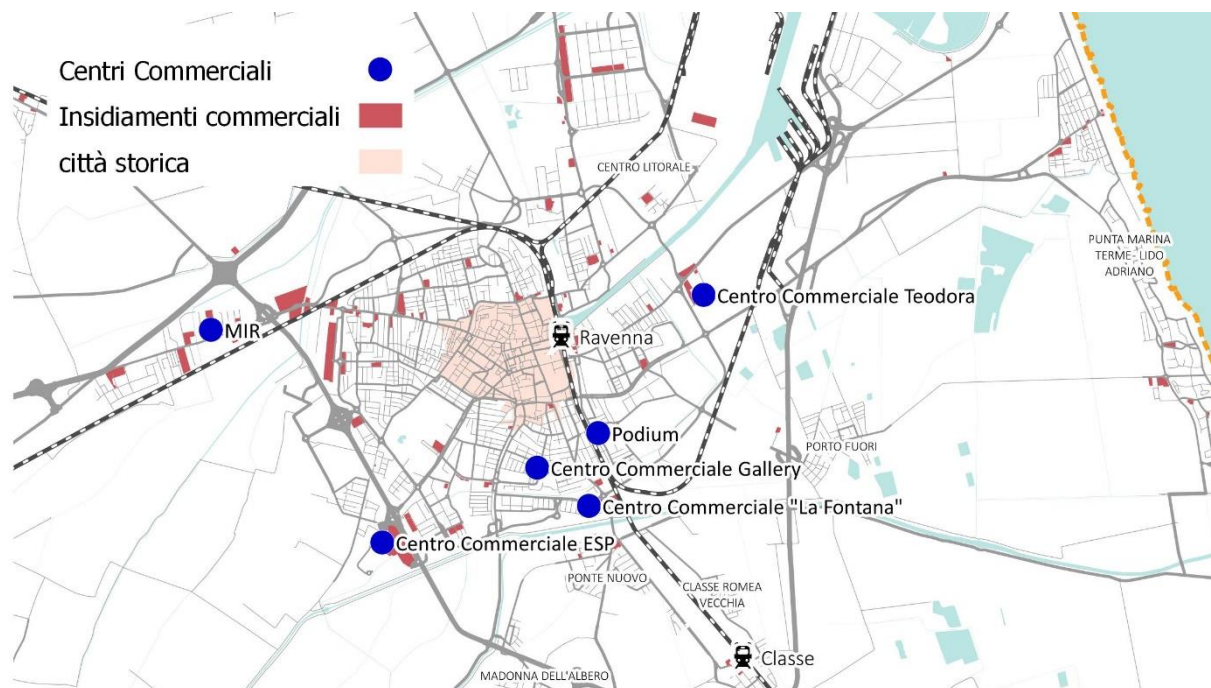 Centri Commerciali
Insidiamenti commerciali
città storica
CENTRO LITORALE
PUNTA MARINA
TERME- LIDO
ADRIANO
Centro Commerciale Teodora
MIR
Ravenna
Podium
PORTO FUORI
Centro Commerciale Gallery
Centro Commerciale "La Fontana"
Centro Commerciale ESP
PONTE NUOVO
CLASSE ROMEA
VECCHIA
Classe
MADONNA DELL'ALBERO